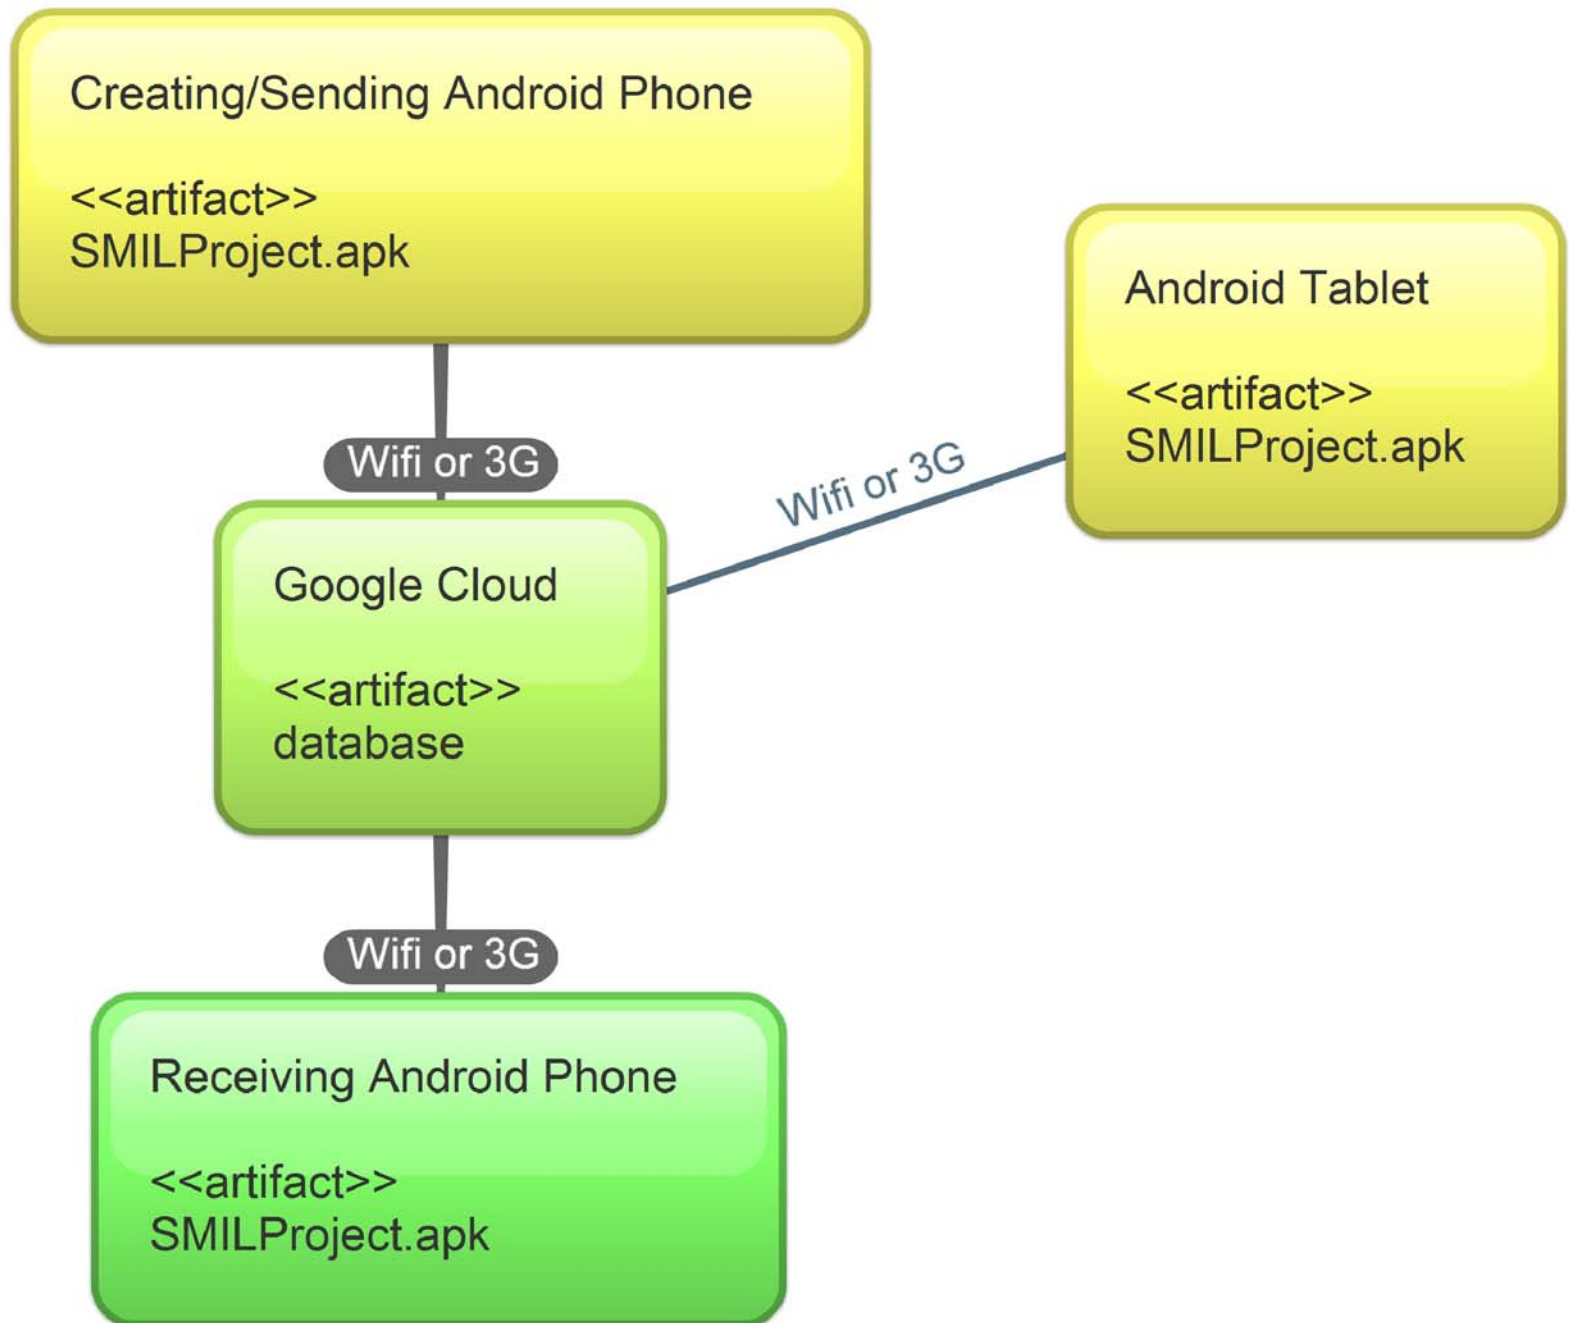 Creating/Sending Android Phone
<<artifact>>
SMILProject.apk
Android Tablet
<<artifact>>
SMILProject.apk
Wifi or 3G
Wifi or 3G
Google Cloud
<<artifact>>
database
Wifi or 3G
Receiving Android Phone
<<artifact>>
SMILProject.apk